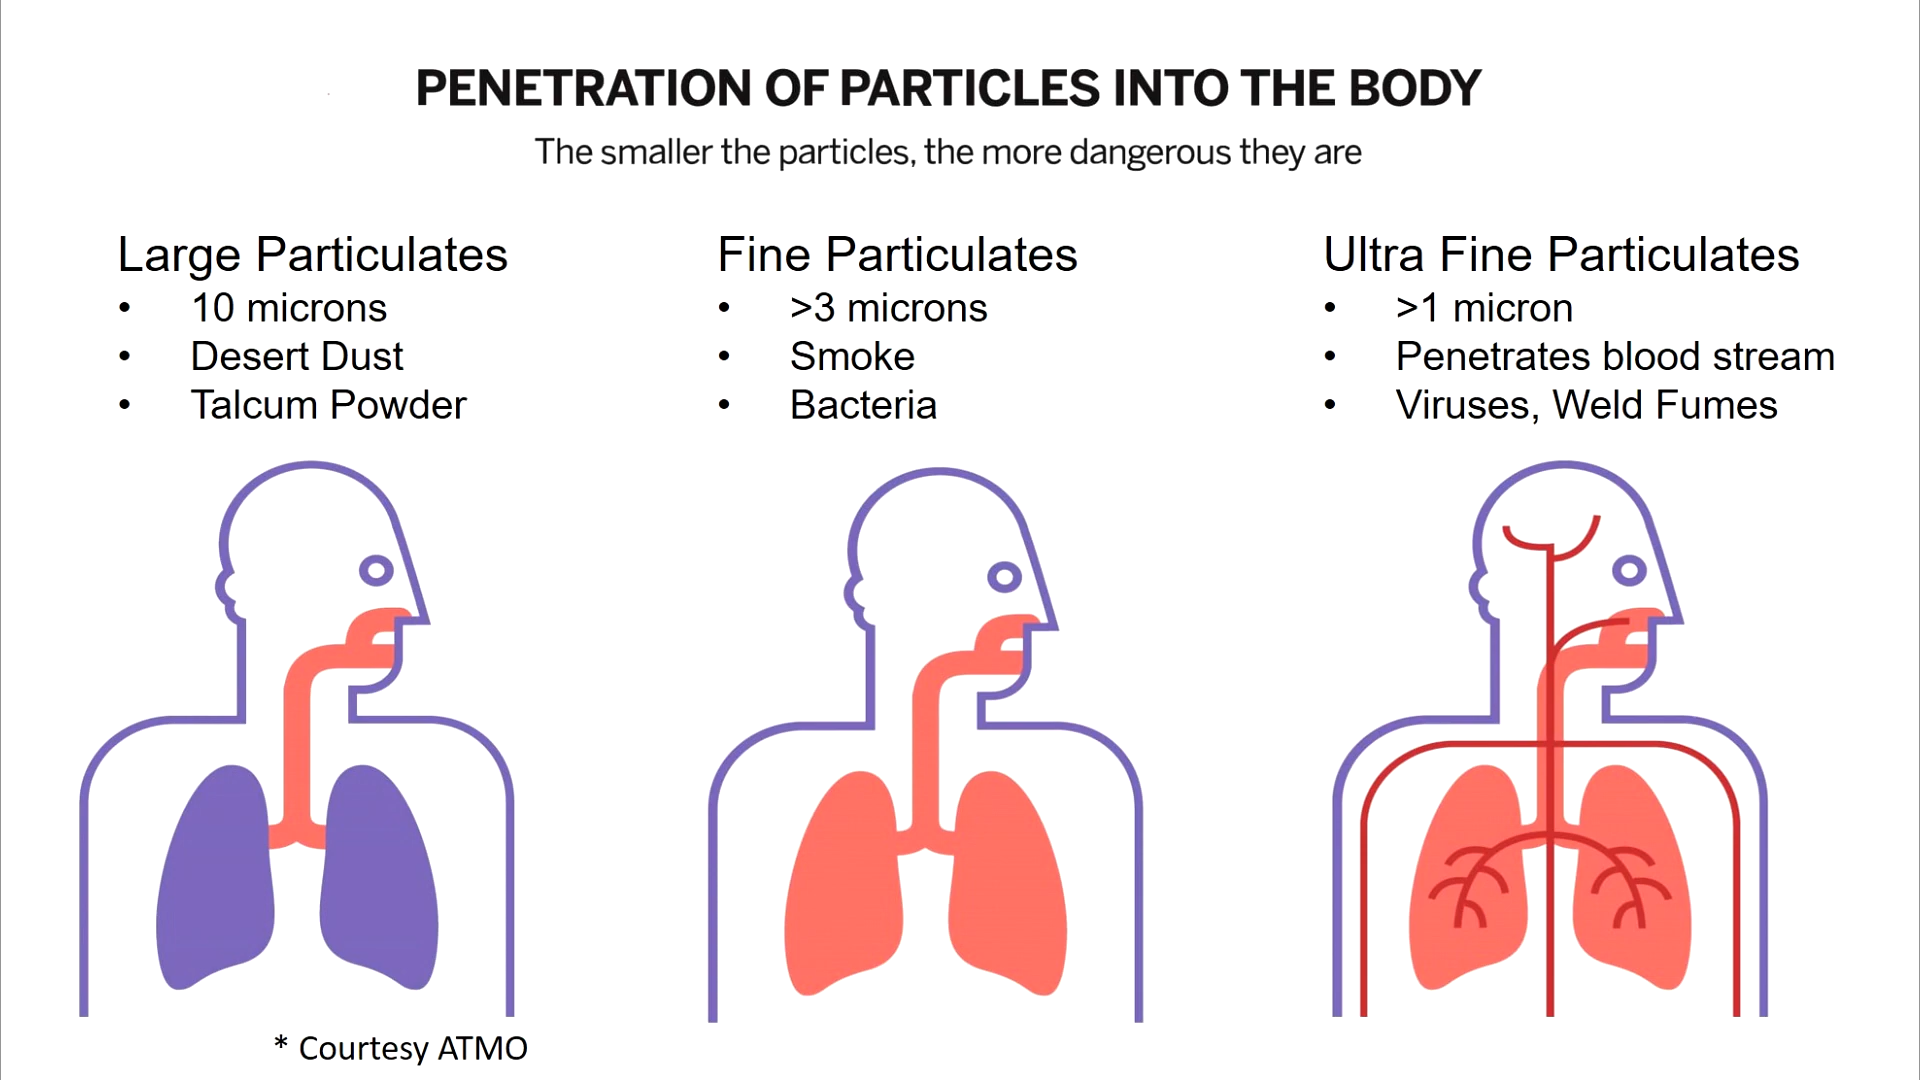 PENETRATION OF PARTICLES INTO THE BODY
The smaller the particles, the more dangerous they are
Large Particulates
• 10 microns
• Desert Dust
• Talcum Powder
Fine Particulates
• >3 microns
• Smoke
• Bacteria
Ultra Fine Particulates
• >1 micron
• Penetrates blood stream
• Viruses, Weld Fumes
* Courtesy ATMO